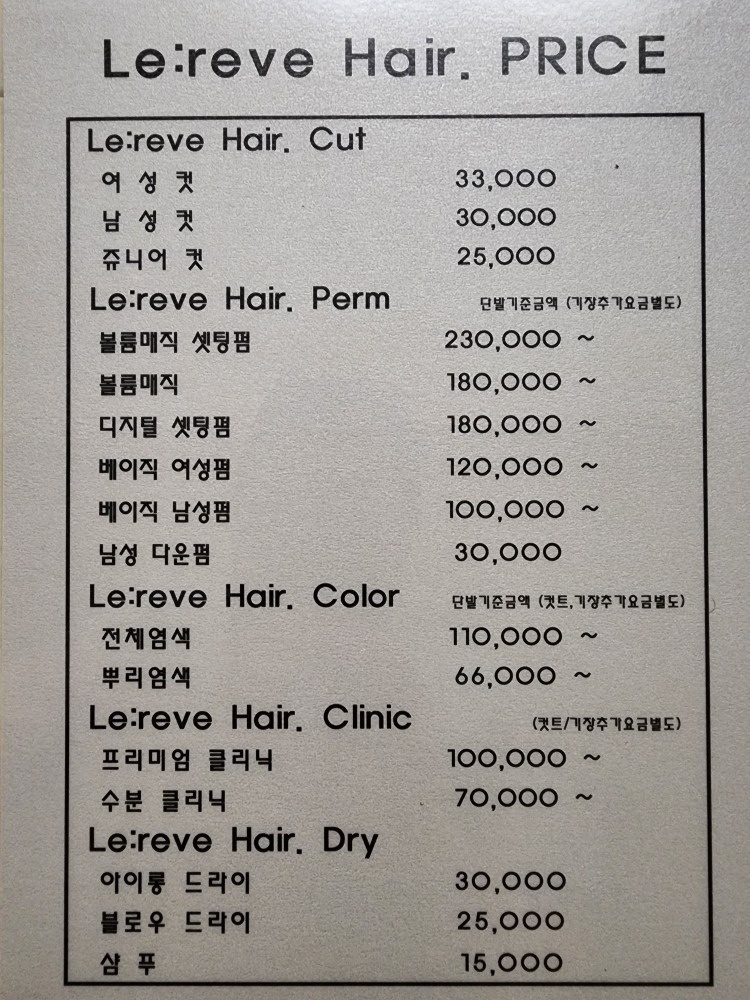 Le:reve Hair. PRICE
Le:reve Hair. Cut
여 성 컷 33,000
남 성 컷 30,000
쥬니어 컷 25,000
Le:reve Hair. Perm 단발기준금액 (기장추가요금별도)
볼륨매직 셋팅펌 230,000 ~
볼륨매직 180,000 ~
디지털 셋팅펌 180,000 ~
베이직 여성펌 120,000 ~
베이직 남성펌 100,000 ~
남성 다운펌 30,000
Le:reve Hair. Color 단발기준금액 (컷트,기장추가요금별도)
전체염색 110,000 ~
뿌리염색 66,000 ~
Le:reve Hair. Clinic (컷트/기장추가요금별도)
프리미엄 클리닉 100,000 ~
수분 클리닉 70,000 ~
Le:reve Hair. Dry
아이롱 드라이 30,000
블로우 드라이 25,000
샴 푸 15,000